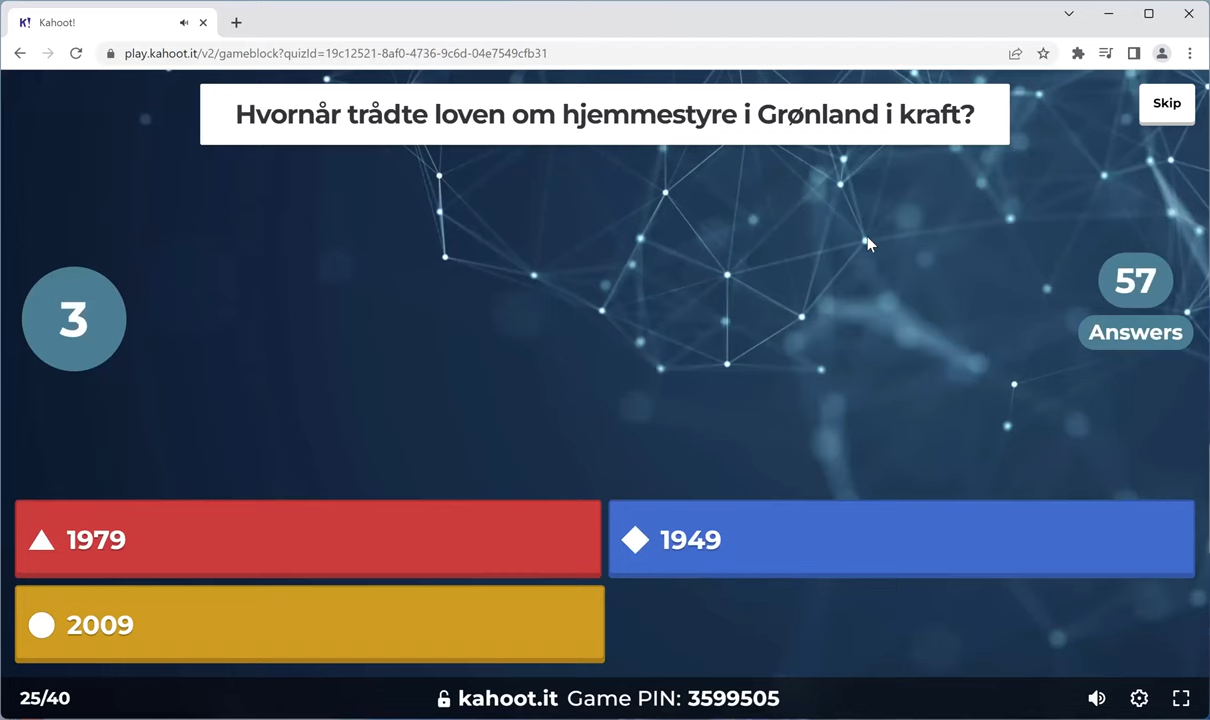 K! Kahoot!
play.kahoot.it/v2/gameblock?quizId=19c12521-8af0-4736-9c6d-04e7549cfb31
Hvornår trådte loven om hjemmestyre i Grønland i kraft?
Skip
3
57
Answers
1979
1949
2009
25/40
kahoot.it Game PIN: 3599505